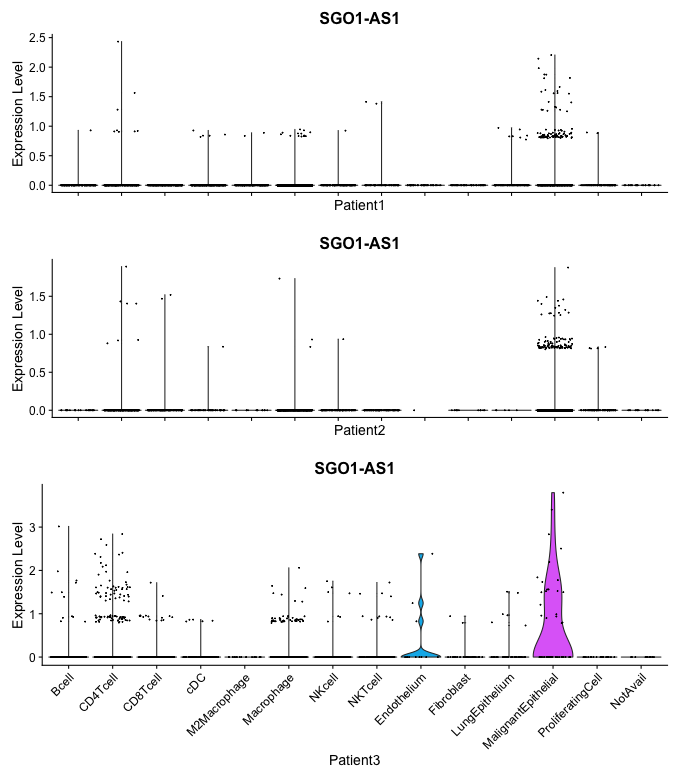 SGO1-AS1
Expression Level
2.5
2.0
1.5
1.0
0.5
0.0
Patient1
SGO1-AS1
Expression Level
1.5
1.0
0.5
0.0
Patient2
SGO1-AS1
Expression Level
3
2
1
0
Bcell
CD4Tcell
CD8Tcell
cDC
M2Macrophage
Macrophage
NKcell
NKTcell
Endothelium
Fibroblast
LungEpithelium
MalignantEpithelial
ProliferatingCell
NotAvail
Patient3